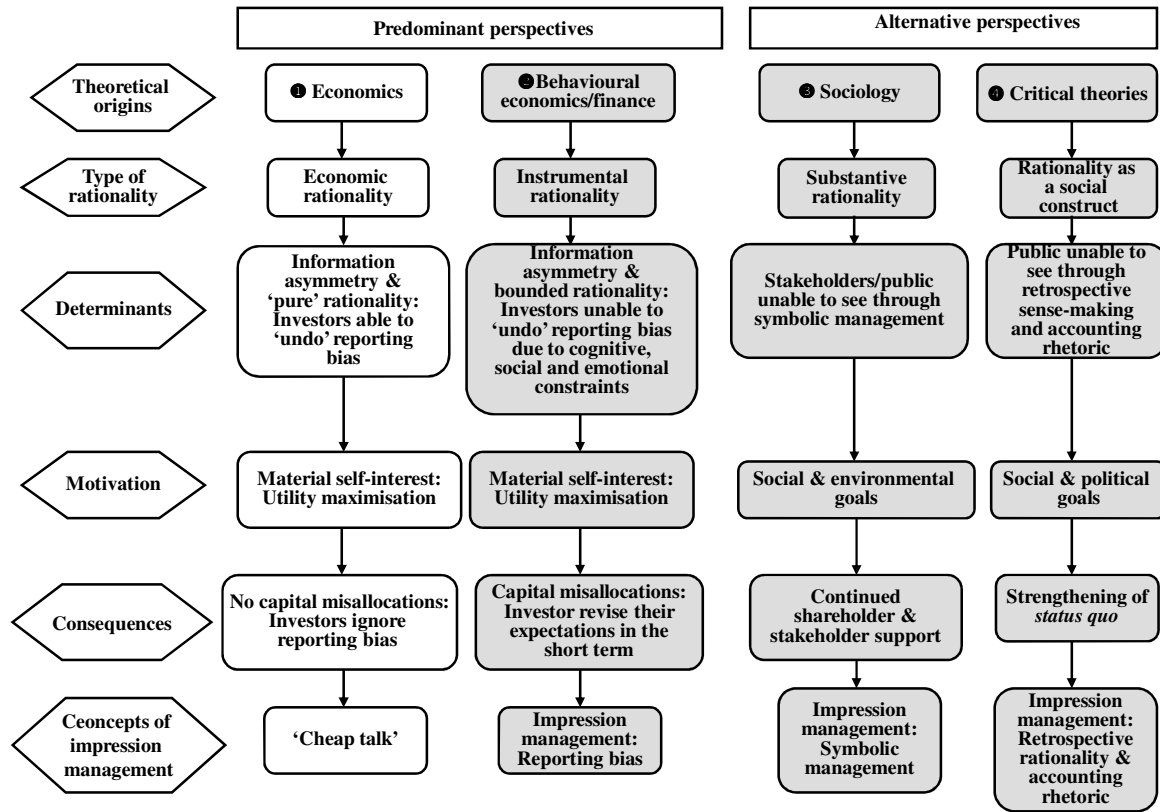 Predominant perspectives
Alternative perspectives
Theoretical
origins
❶ Economics
❷Behavioural
economics/finance
❸ Sociology
❹ Critical theories
Type of
rationality
Economic
rationality
Instrumental
rationality
Substantive
rationality
Rationality as
a social
construct
Determinants
Information
asymmetry &
‘pure’ rationality:
Investors able to
‘undo’ reporting
bias
Information
asymmetry &
bounded rationality:
Investors unable to
‘undo’ reporting bias
due to cognitive,
social and emotional
constraints
Stakeholders/public
unable to see through
symbolic management
Public unable to
see through
retrospective
sense-making
and accounting
rhetoric
Motivation
Material self-interest:
Utility maximisation
Material self-interest:
Utility maximisation
Social & environmental
goals
Social & political
goals
Consequences
No capital misallocations:
Investors ignore
reporting bias
Capital misallocations:
Investor revise their
expectations in the
short term
Continued
shareholder &
stakeholder support
Strengthening of
status quo
Ceoncepts of
impression
management
‘Cheap talk’
Impression
management:
Reporting bias
Impression
management:
Symbolic
management
Impression
management:
Retrospective
rationality &
accounting
rhetoric